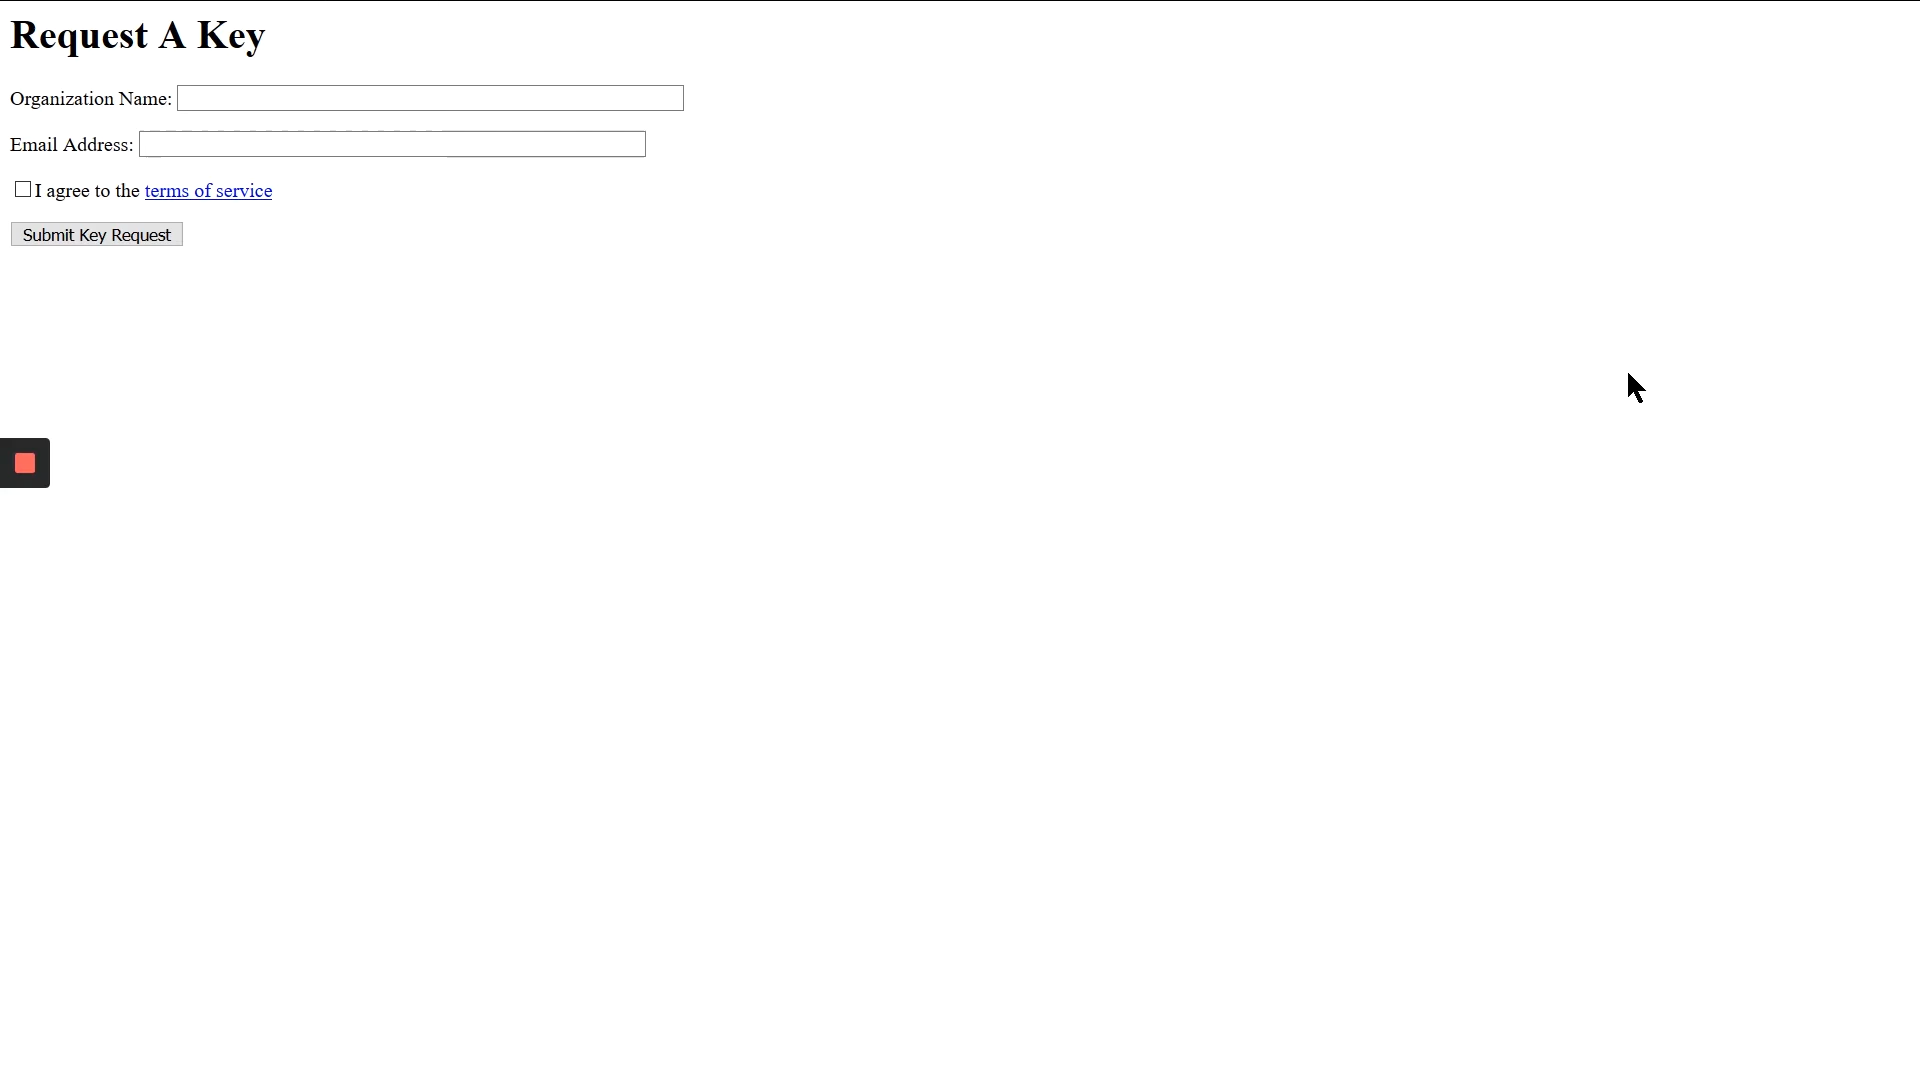 Request A Key
Organization Name:
Email Address:
I agree to the terms of service
Submit Key Request